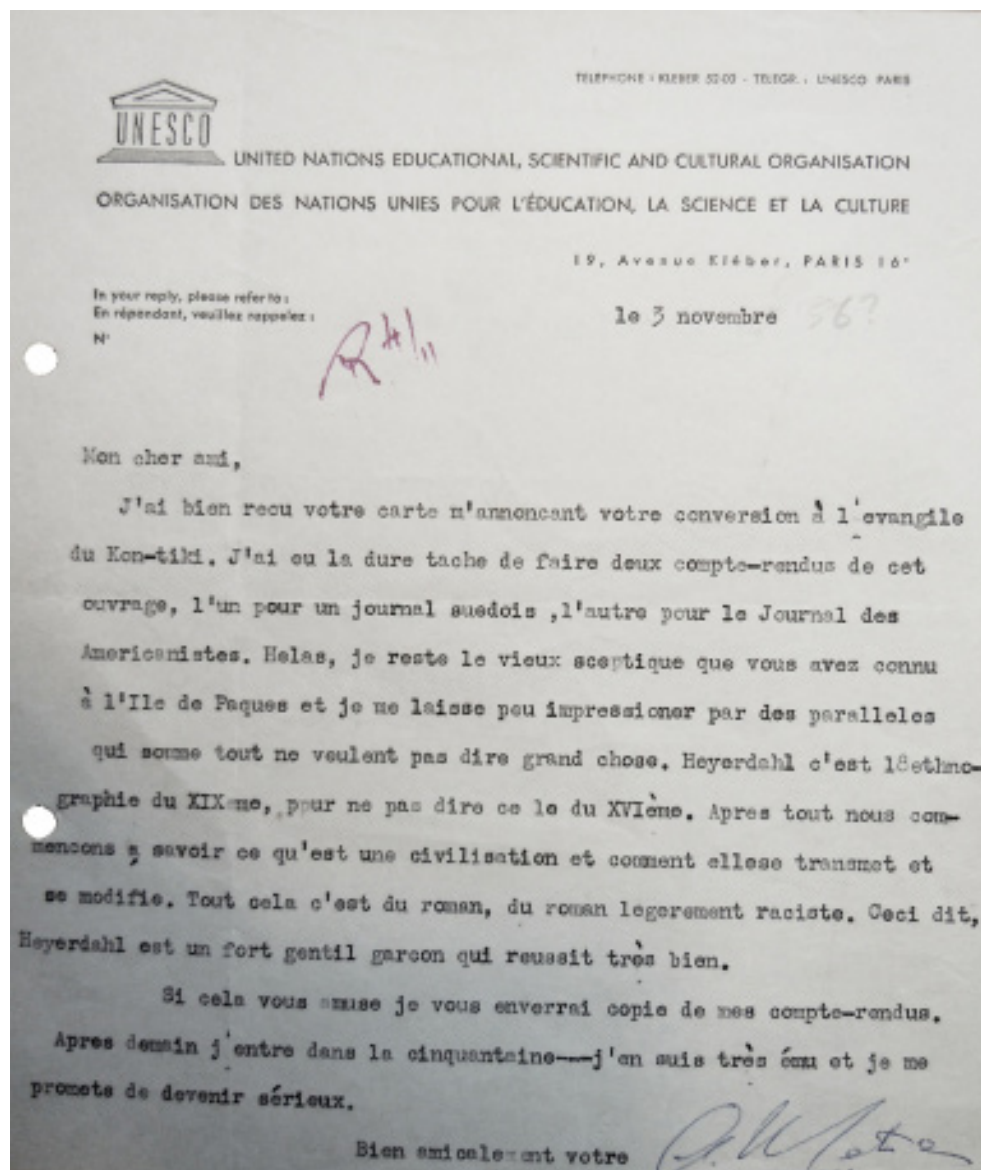 TELEPHONE : KLEBER 52-00 - TELEGR. : UNESCO PARIS
UNESCO
UNITED NATIONS EDUCATIONAL, SCIENTIFIC AND CULTURAL ORGANISATION
ORGANISATION DES NATIONS UNIES POUR L'ÉDUCATION, LA SCIENCE ET LA CULTURE
19, Avenue Kléber, PARIS 16e
In your reply, please refer to :
En répondant, veuillez rappeler :
N°
le 3 novembre 56?
Mon cher ami,
J'ai bien recu votre carte m'annoncant votre conversion à l'evangile
du Kon-tiki. J'ai eu la dure tache de faire deux compte-rendus de cet
ouvrage, l'un pour un journal suedois ,l'autre pour le Journal des
Americanistes. Helas, je reste le vieux sceptique que vous avez connu
à l'Ile de Paques et je me laisse peu impressioner par des paralleles
qui somme tout ne veulent pas dire grand chose. Heyerdahl c'est l8ethno-
graphie du XIX me, pour ne pas dire ce le du XVIème. Apres tout nous com-
mencons a savoir ce qu'est une civilisation et comment ellese transmet et
se modifie. Tout cela c'est du roman, du roman legerement raciste. Ceci dit,
Heyerdahl est un fort gentil garcon qui reussit très bien.
Si cela vous amuse je vous enverrai copie de mes compte-rendus.
Apres demain j'entre dans la cinquantaine---j'en suis très ému et je me
promets de devenir sérieux.
Bien amicalement votre